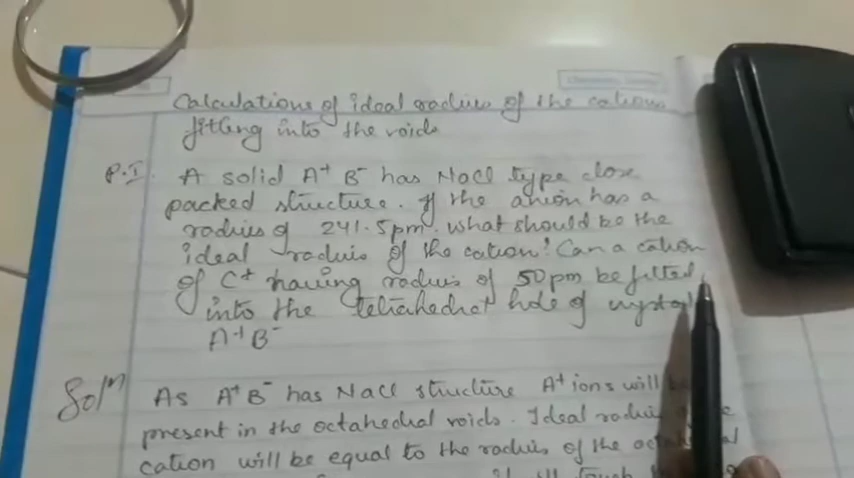 Calculations of ideal radius of the cations
fitting into the voids
P.I. A solid A+ B- has NaCl type close
packed structure. If the anion has a
radius of 241.5pm. what should be the
ideal radius of the cation? Can a cation
of C+ having radius of 50pm be fitted
into the tetrahedral hole of crystal
A+B-
Soln As A+B- has NaCl structure A+ ions will
present in the octahedral voids. Ideal radius
cation will be equal to the radius of the
touch